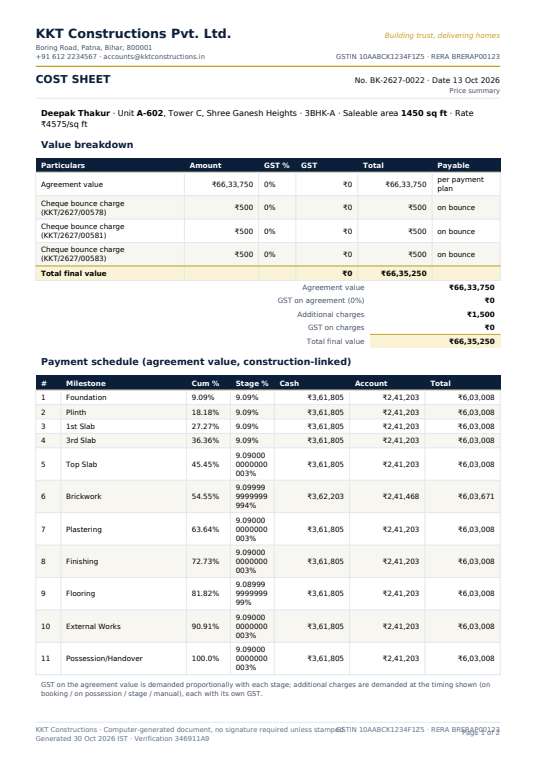 KKT Constructions Pvt. Ltd.
Building trust, delivering homes
Boring Road, Patna, Bihar, 800001
+91 612 2234567 · accounts@kktconstructions.in
GSTIN 10AABCK1234F1Z5 · RERA BRERAP00123
COST SHEET
No. BK-2627-0022 · Date 13 Oct 2026
Price summary
Deepak Thakur · Unit A-602, Tower C, Shree Ganesh Heights · 3BHK-A · Saleable area 1450 sq ft · Rate
₹4575/sq ft
Value breakdown
Particulars Amount GST % GST Total Payable
Agreement value ₹66,33,750 0% ₹0 ₹66,33,750 per payment plan
Cheque bounce charge (KKT/2627/00578) ₹500 0% ₹0 ₹500 on bounce
Cheque bounce charge (KKT/2627/00581) ₹500 0% ₹0 ₹500 on bounce
Cheque bounce charge (KKT/2627/00583) ₹500 0% ₹0 ₹500 on bounce
Total final value ₹0 ₹66,35,250
Agreement value ₹66,33,750
GST on agreement (0%) ₹0
Additional charges ₹1,500
GST on charges ₹0
Total final value ₹66,35,250
Payment schedule (agreement value, construction-linked)
# Milestone Cum % Stage % Cash Account Total
1 Foundation 9.09% 9.09% ₹3,61,805 ₹2,41,203 ₹6,03,008
2 Plinth 18.18% 9.09% ₹3,61,805 ₹2,41,203 ₹6,03,008
3 1st Slab 27.27% 9.09% ₹3,61,805 ₹2,41,203 ₹6,03,008
4 3rd Slab 36.36% 9.09% ₹3,61,805 ₹2,41,203 ₹6,03,008
5 Top Slab 45.45% 9.090000000000003% ₹3,61,805 ₹2,41,203 ₹6,03,008
6 Brickwork 54.55% 9.099999999999994% ₹3,62,203 ₹2,41,468 ₹6,03,671
7 Plastering 63.64% 9.090000000000003% ₹3,61,805 ₹2,41,203 ₹6,03,008
8 Finishing 72.73% 9.090000000000003% ₹3,61,805 ₹2,41,203 ₹6,03,008
9 Flooring 81.82% 9.08999999999999% ₹3,61,805 ₹2,41,203 ₹6,03,008
10 External Works 90.91% 9.090000000000003% ₹3,61,805 ₹2,41,203 ₹6,03,008
11 Possession/Handover 100.0% 9.090000000000003% ₹3,61,805 ₹2,41,203 ₹6,03,008
GST on the agreement value is demanded proportionally with each stage; additional charges are demanded at the timing shown (on
booking / on possession / stage / manual), each with its own GST.
KKT Constructions · Computer-generated document, no signature required unless stamped
GSTIN 10AABCK1234F1Z5 · RERA BRERAP00123
Page 1 of 2
Generated 30 Oct 2026 IST · Verification 346911A9